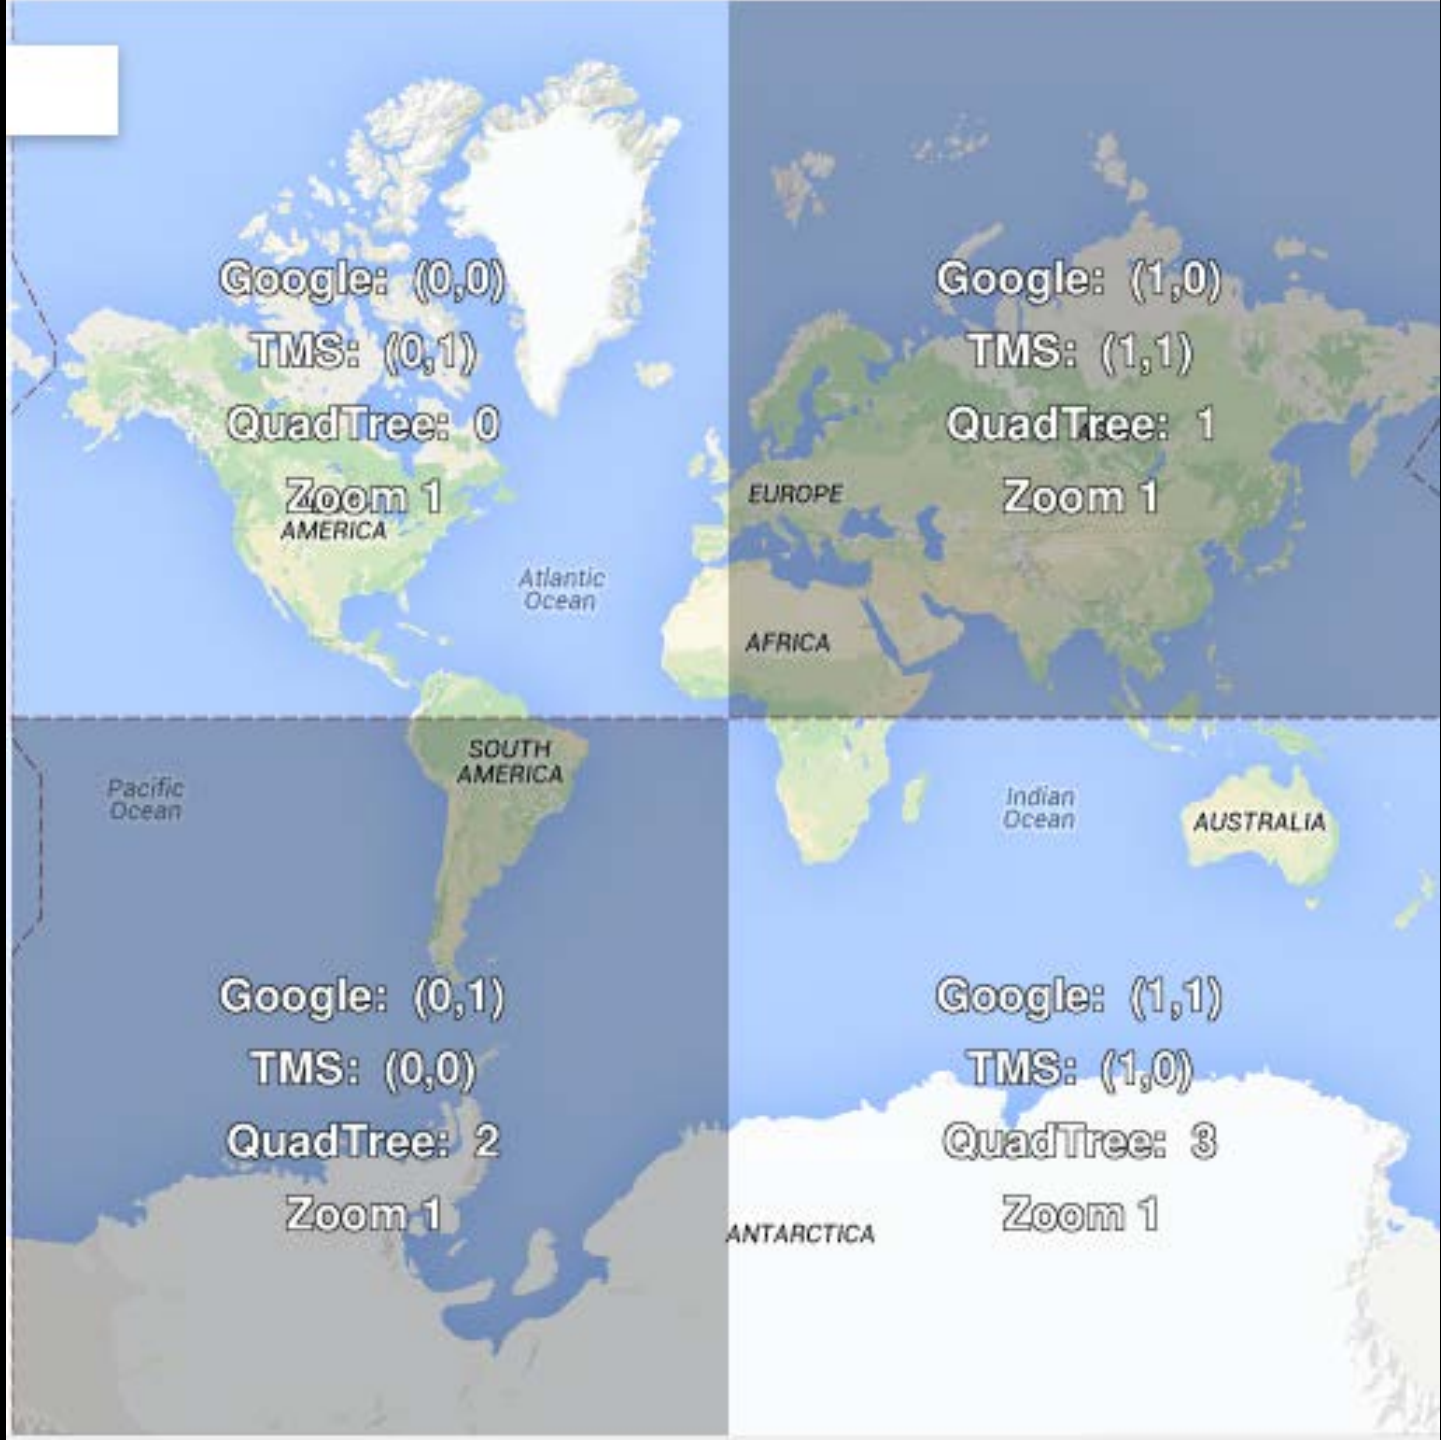 Google: (0,0)
TMS: (0,1)
QuadTree: 0
Zoom 1
AMERICA
Atlantic
Ocean
Google: (1,0)
TMS: (1,1)
QuadTree: 1
Zoom 1
EUROPE
AFRICA
SOUTH
AMERICA
Pacific
Ocean
Google: (0,1)
TMS: (0,0)
QuadTree: 2
Zoom 1
Indian
Ocean
AUSTRALIA
Google: (1,1)
TMS: (1,0)
QuadTree: 3
Zoom 1
ANTARCTICA